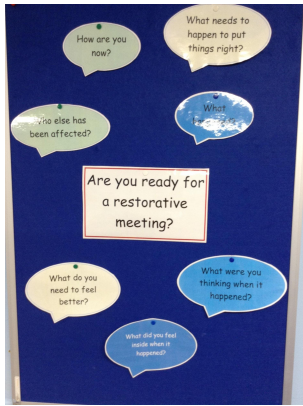 How are you
now?
What needs to
happen to put
things right?
Who else has
been affected?
What
Are you ready for
a restorative
meeting?
What do you
need to feel
better?
What were you
thinking when it
happened?
What did you feel
inside when it
happened?